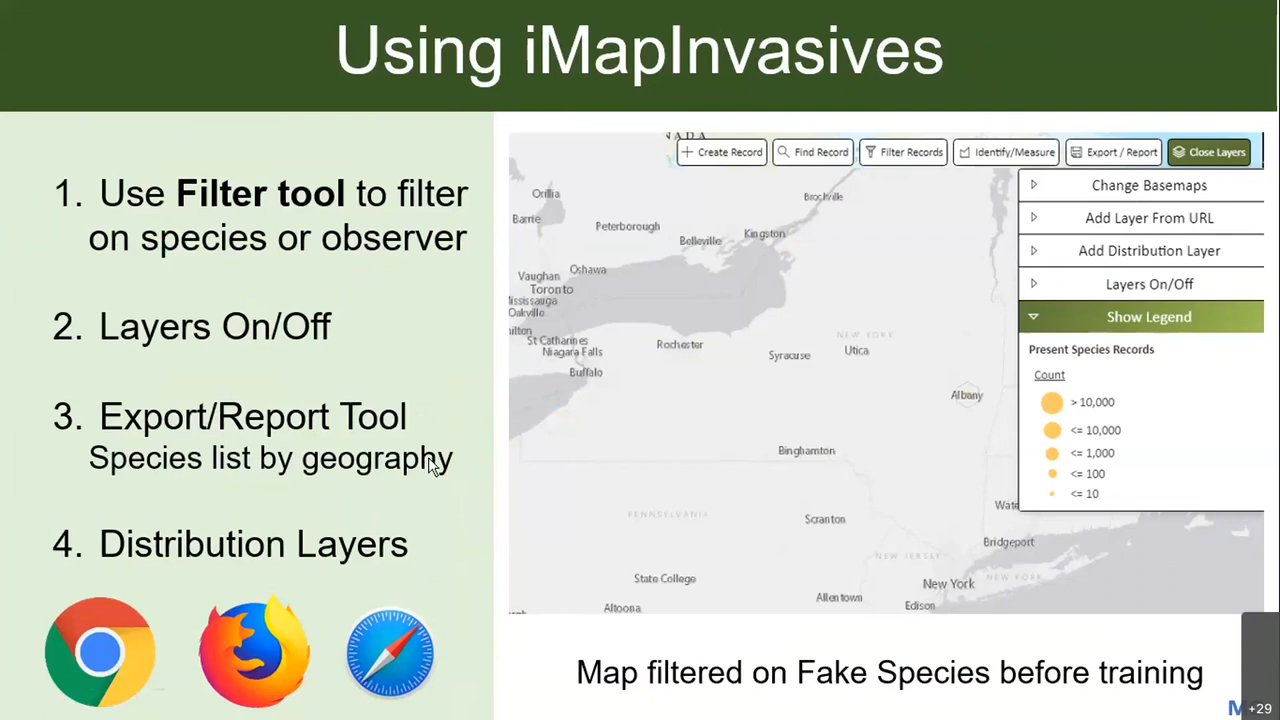 Using iMapInvasives
1. Use Filter tool to filter
on species or observer
2. Layers On/Off
3. Export/Report Tool
Species list by geography
4. Distribution Layers
NADA
Create Record
Find Record
Filter Records
Identify/Measure
Export / Report
Close Layers
Change Basemaps
Add Layer From URL
Add Distribution Layer
Layers On/Off
Show Legend
Present Species Records
Count
> 10,000
<= 10,000
<= 1,000
<= 100
<= 10
Orillia
Barrie
Peterborough
Belleville
Kingston
Brockville
Vaughan
Oshawa
Toronto
Mississauga
Oakville
St Catharines
Niagara Falls
Buffalo
Rochester
Syracuse
NEW YORK
Utica
Albany
Binghamton
PENNSYLVANIA
Scranton
Bridgeport
NEW JERSEY
NEW YORK
State College
Allentown
New York
Edison
Altoona
Map filtered on Fake Species before training
+29